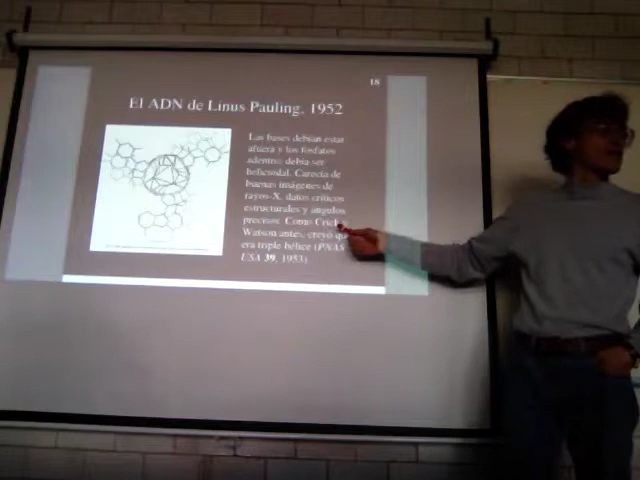 18
El ADN de Linus Pauling, 1952
Las bases debían estar
afuera y los fosfatos
adentro; debía ser
helicoidal. Carecía de
buenas imágenes de
rayos-X, datos críticos
estructurales y ángulos
precisos. Como Crick y
Watson antes, creyó
era triple hélice (PNAS
USA 39, 1953)